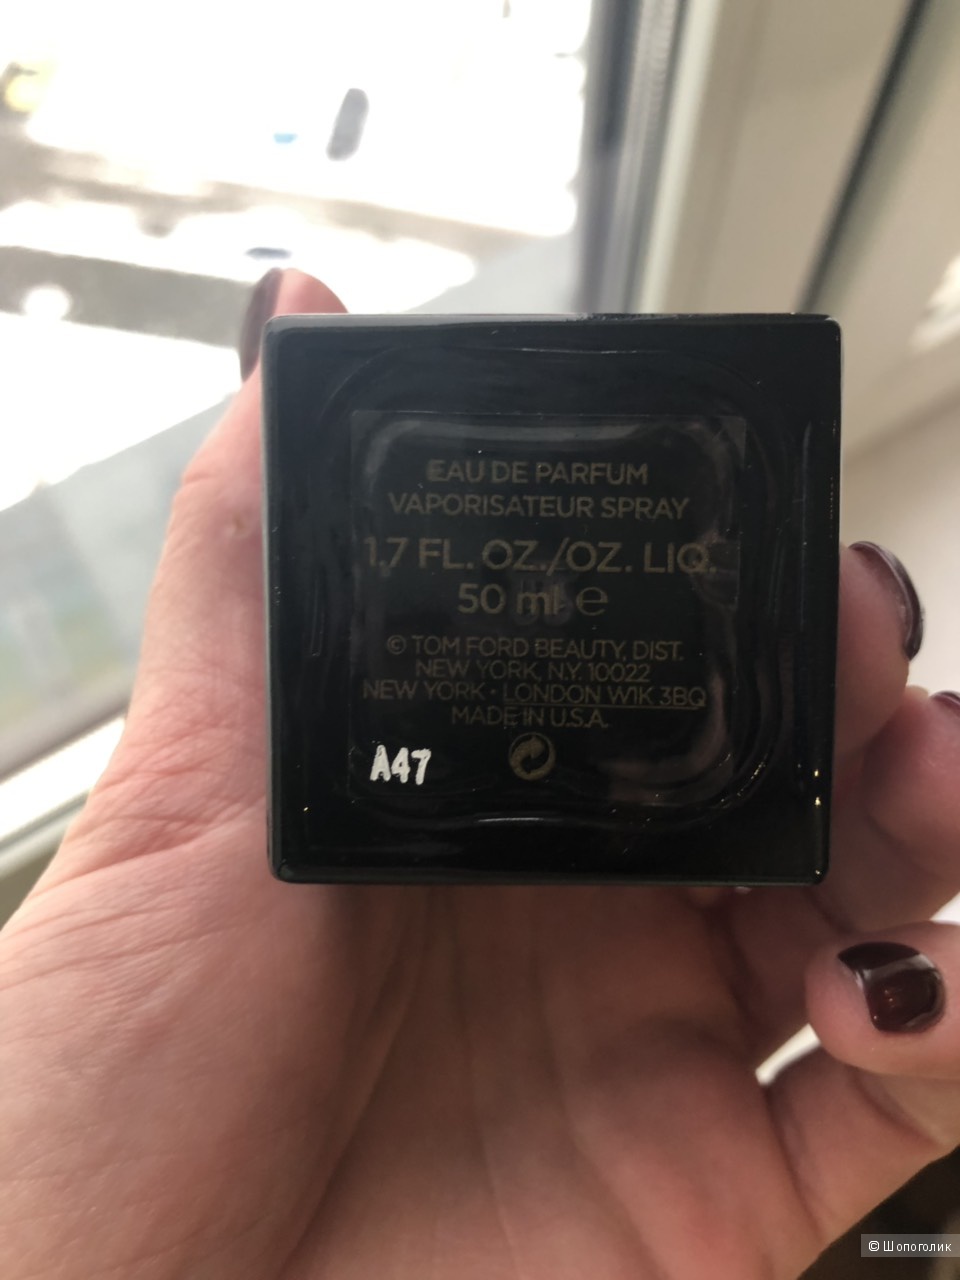 EAU DE PARFUM
VAPORISATEUR SPRAY
1.7 FL. OZ./OZ. LIQ.
50 ml ℮
© TOM FORD BEAUTY, DIST.
NEW YORK, N.Y. 10022
NEW YORK · LONDON W1K 3BQ
MADE IN U.S.A.
A47
© Шопоголик